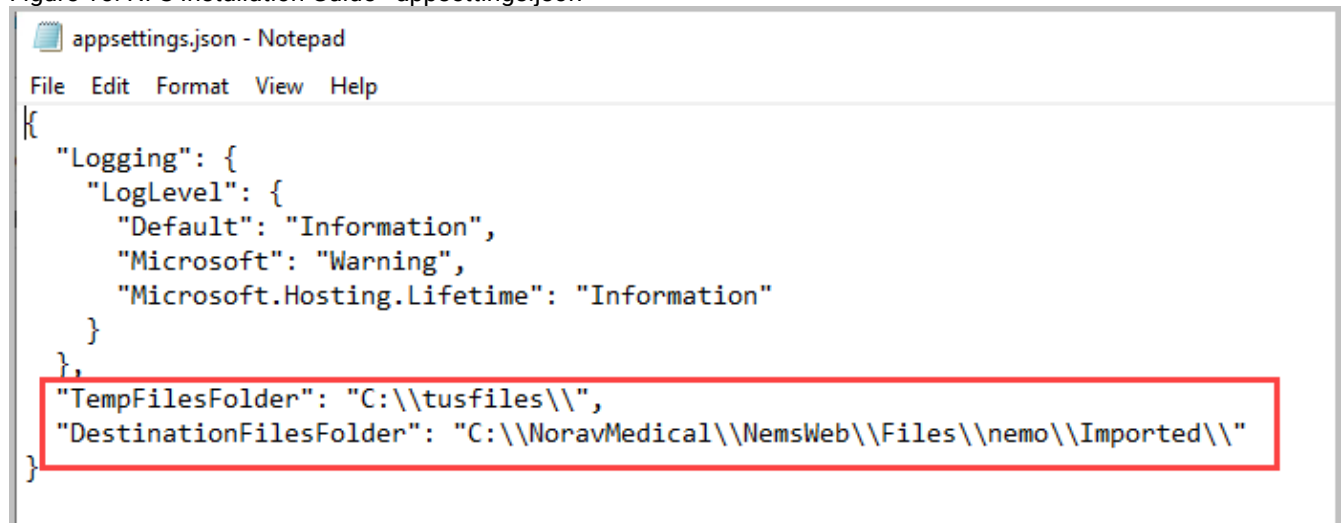 appsettings.json - Notepad
File Edit Format View Help
{
"Logging": {
"LogLevel": {
"Default": "Information",
"Microsoft": "Warning",
"Microsoft.Hosting.Lifetime": "Information"
}
},
"TempFilesFolder": "C:\\tusfiles\\",
"DestinationFilesFolder": "C:\\NoravMedical\\NemsWeb\\Files\\nemo\\Imported\\"
}